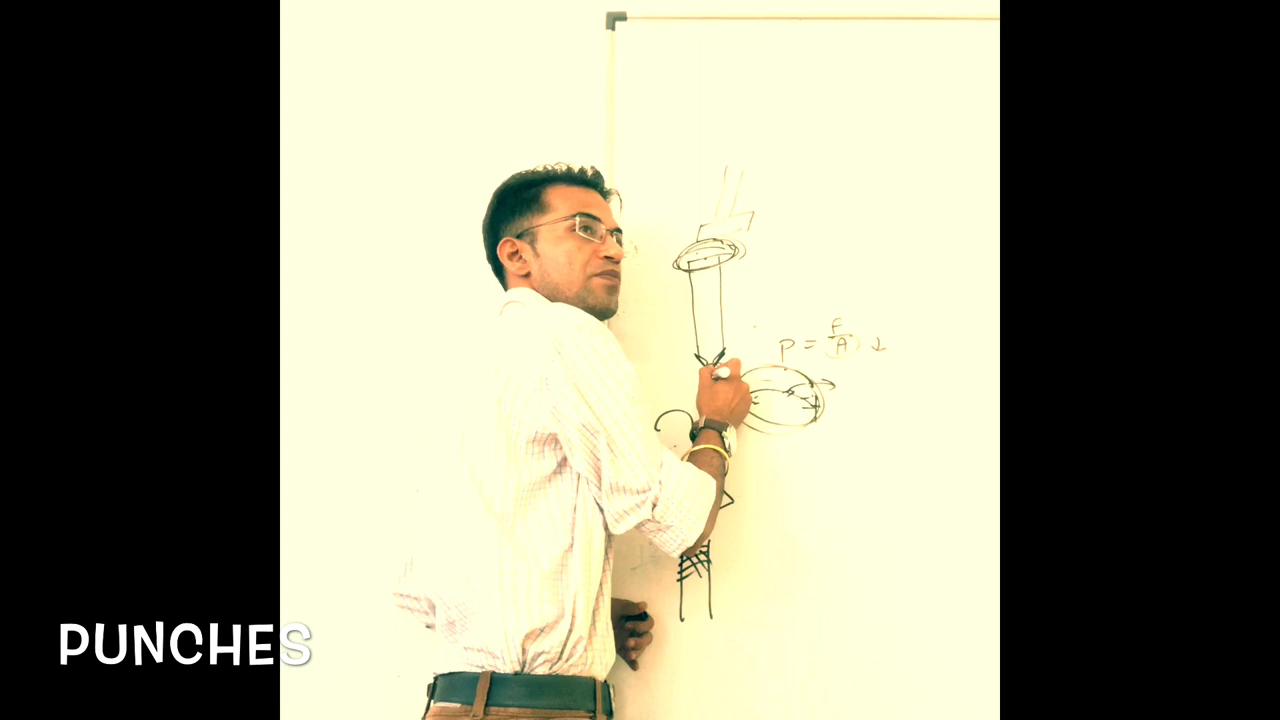 P = F/A ↓
PUNCHES